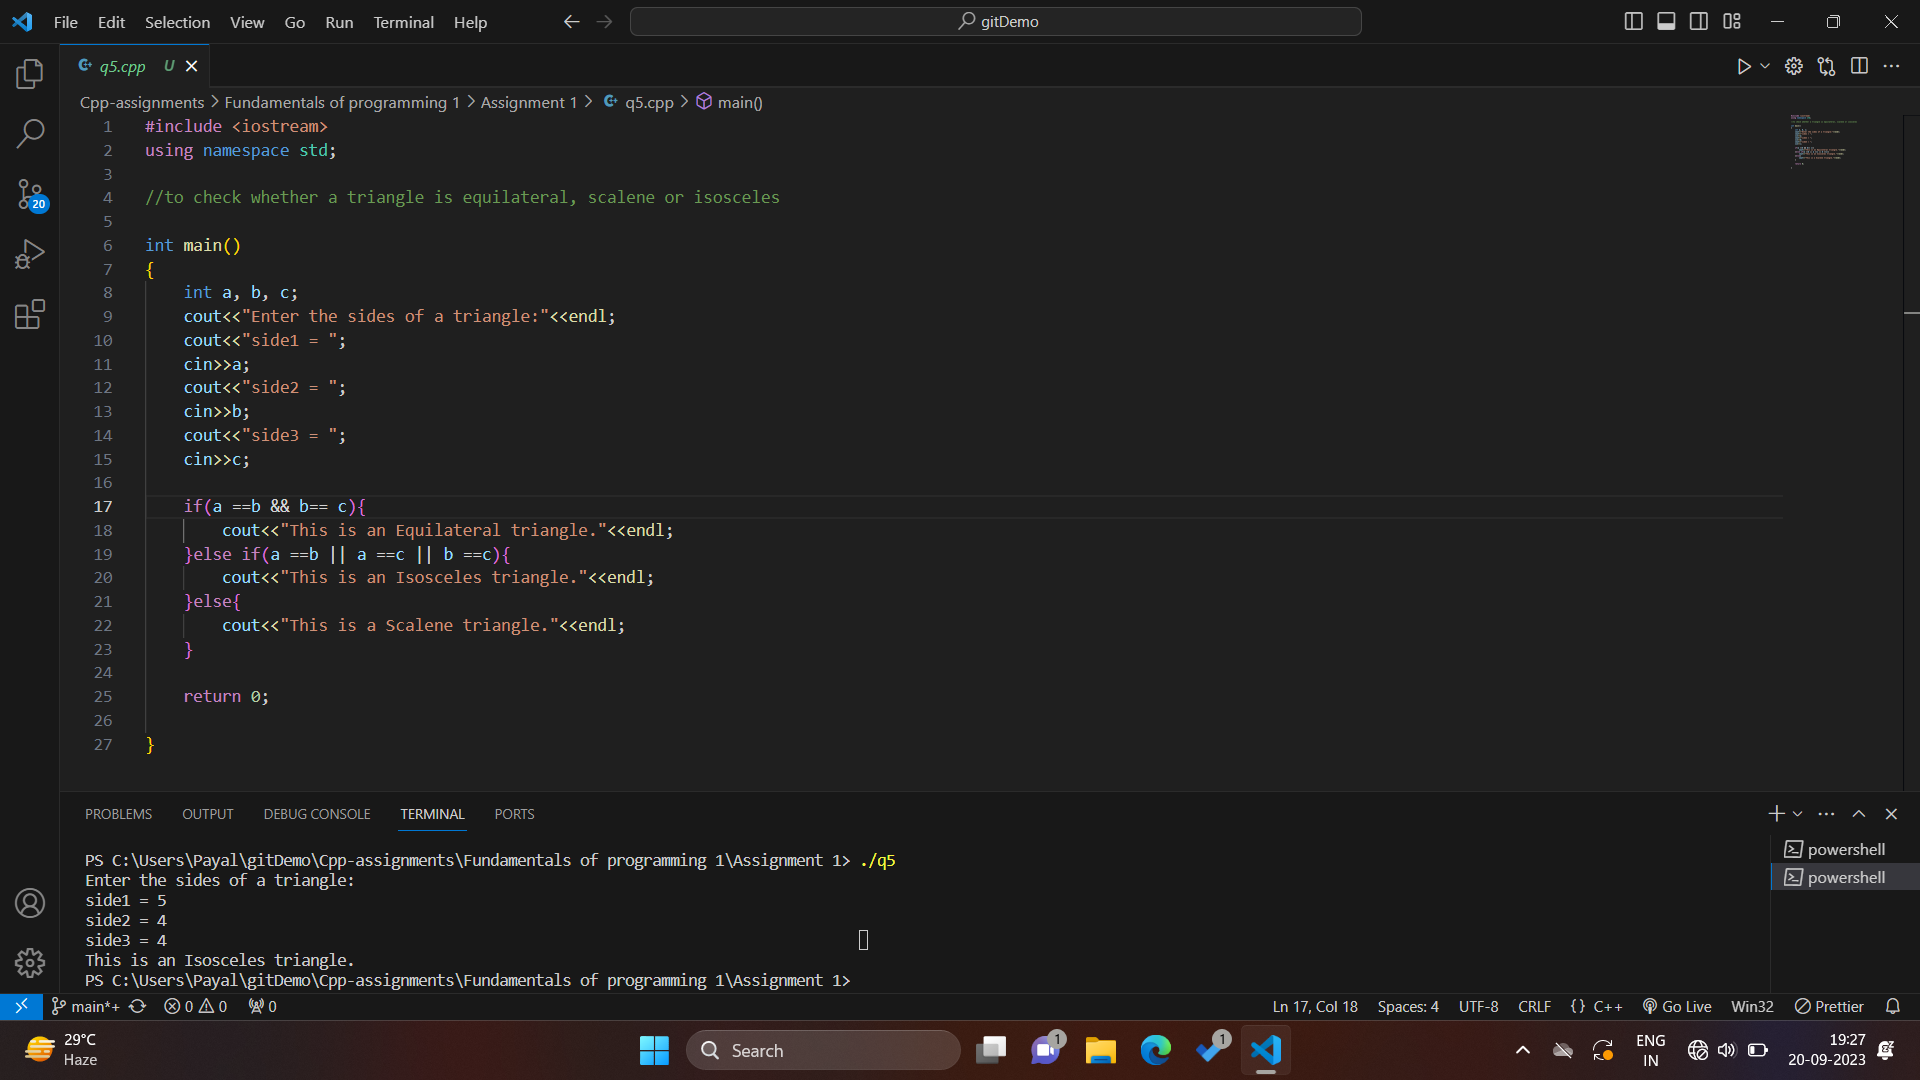 File Edit Selection View Go Run Terminal Help gitDemo
q5.cpp U
Cpp-assignments > Fundamentals of programming 1 > Assignment 1 > q5.cpp > main()
1 #include <iostream>
2 using namespace std;
3
4 //to check whether a triangle is equilateral, scalene or isosceles
5
6 int main()
7 {
8 int a, b, c;
9 cout<<"Enter the sides of a triangle:"<<endl;
10 cout<<"side1 = ";
11 cin>>a;
12 cout<<"side2 = ";
13 cin>>b;
14 cout<<"side3 = ";
15 cin>>c;
16
17 if(a ==b && b== c){
18 cout<<"This is an Equilateral triangle."<<endl;
19 }else if(a ==b || a ==c || b ==c){
20 cout<<"This is an Isosceles triangle."<<endl;
21 }else{
22 cout<<"This is a Scalene triangle."<<endl;
23 }
24
25 return 0;
26
27 }
20
PROBLEMS OUTPUT DEBUG CONSOLE TERMINAL PORTS
PS C:\Users\Payal\gitDemo\Cpp-assignments\Fundamentals of programming 1\Assignment 1> ./q5
Enter the sides of a triangle:
side1 = 5
side2 = 4
side3 = 4
This is an Isosceles triangle.
PS C:\Users\Payal\gitDemo\Cpp-assignments\Fundamentals of programming 1\Assignment 1>
powershell
powershell
main*+ 0 0 0 Ln 17, Col 18 Spaces: 4 UTF-8 CRLF {} C++ Go Live Win32 Prettier
29°C
Haze
Search
1
1
ENG
IN
19:27
20-09-2023